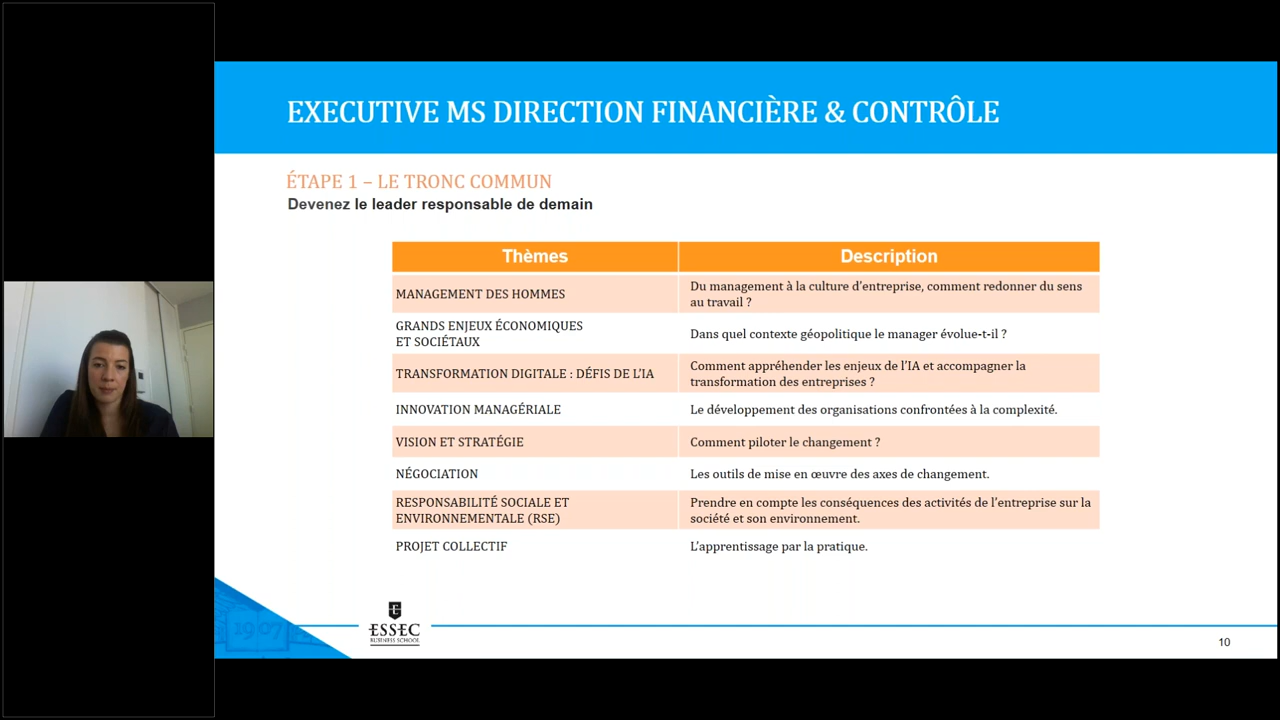 EXECUTIVE MS DIRECTION FINANCIÈRE & CONTRÔLE
ÉTAPE 1 – LE TRONC COMMUN
Devenez le leader responsable de demain
Thèmes
Description
MANAGEMENT DES HOMMES
Du management à la culture d'entreprise, comment redonner du sens
au travail ?
GRANDS ENJEUX ÉCONOMIQUES
ET SOCIÉTAUX
Dans quel contexte géopolitique le manager évolue-t-il ?
TRANSFORMATION DIGITALE : DÉFIS DE L'IA
Comment appréhender les enjeux de l'IA et accompagner la
transformation des entreprises ?
INNOVATION MANAGÉRIALE
Le développement des organisations confrontées à la complexité.
VISION ET STRATÉGIE
Comment piloter le changement ?
NÉGOCIATION
Les outils de mise en œuvre des axes de changement.
RESPONSABILITÉ SOCIALE ET
ENVIRONNEMENTALE (RSE)
Prendre en compte les conséquences des activités de l'entreprise sur la
société et son environnement.
PROJET COLLECTIF
L'apprentissage par la pratique.
1907
ESSEC
BUSINESS SCHOOL
10